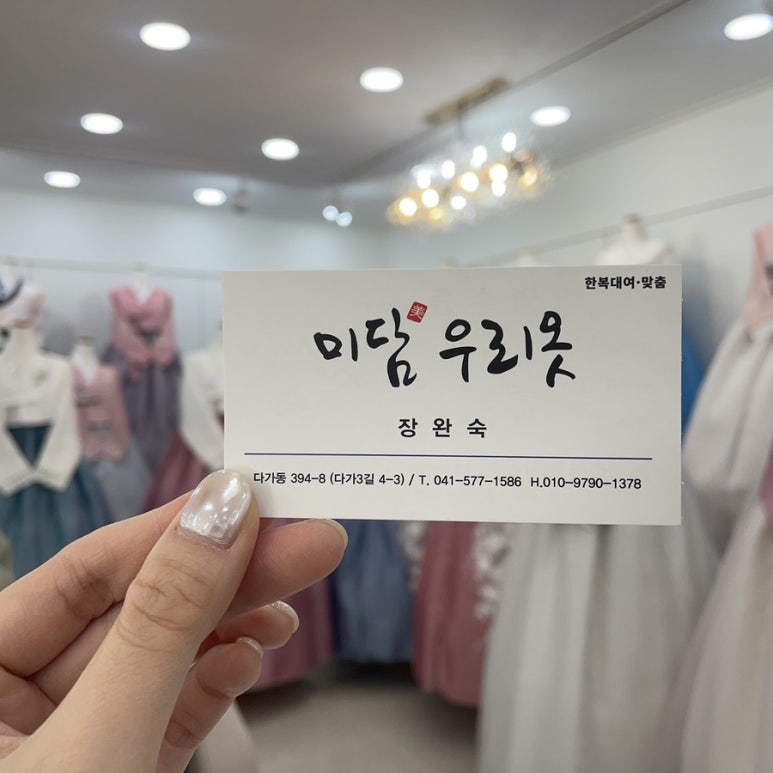 한복대여·맞춤
미담 美 우리옷
장완숙
다가동 394-8 (다가3길 4-3) / T. 041-577-1586 H.010-9790-1378